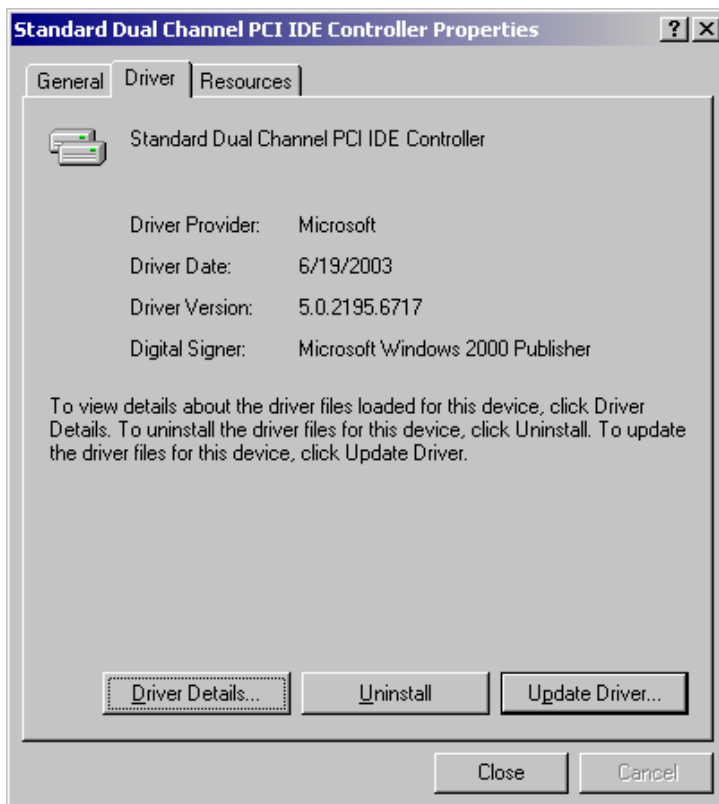 Standard Dual Channel PCI IDE Controller Properties
General Driver Resources
Standard Dual Channel PCI IDE Controller
Driver Provider: Microsoft
Driver Date: 6/19/2003
Driver Version: 5.0.2195.6717
Digital Signer: Microsoft Windows 2000 Publisher
To view details about the driver files loaded for this device, click Driver
Details. To uninstall the driver files for this device, click Uninstall. To update
the driver files for this device, click Update Driver.
Driver Details... Uninstall Update Driver...
Close Cancel